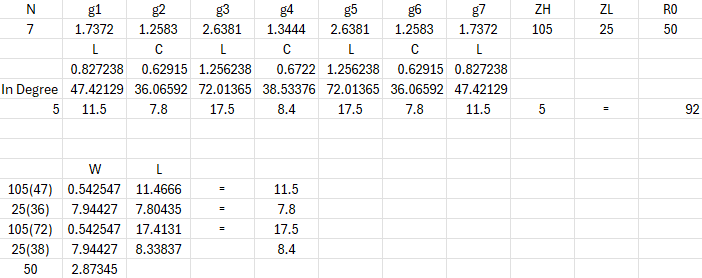 N g1 g2 g3 g4 g5 g6 g7 ZH ZL R0
7 1.7372 1.2583 2.6381 1.3444 2.6381 1.2583 1.7372 105 25 50
L C L C L C L
0.827238 0.62915 1.256238 0.6722 1.256238 0.62915 0.827238
In Degree 47.42129 36.06592 72.01365 38.53376 72.01365 36.06592 47.42129
5 11.5 7.8 17.5 8.4 17.5 7.8 11.5 5 = 92
W L
105(47) 0.542547 11.4666 = 11.5
25(36) 7.94427 7.80435 = 7.8
105(72) 0.542547 17.4131 = 17.5
25(38) 7.94427 8.33837 8.4
50 2.87345